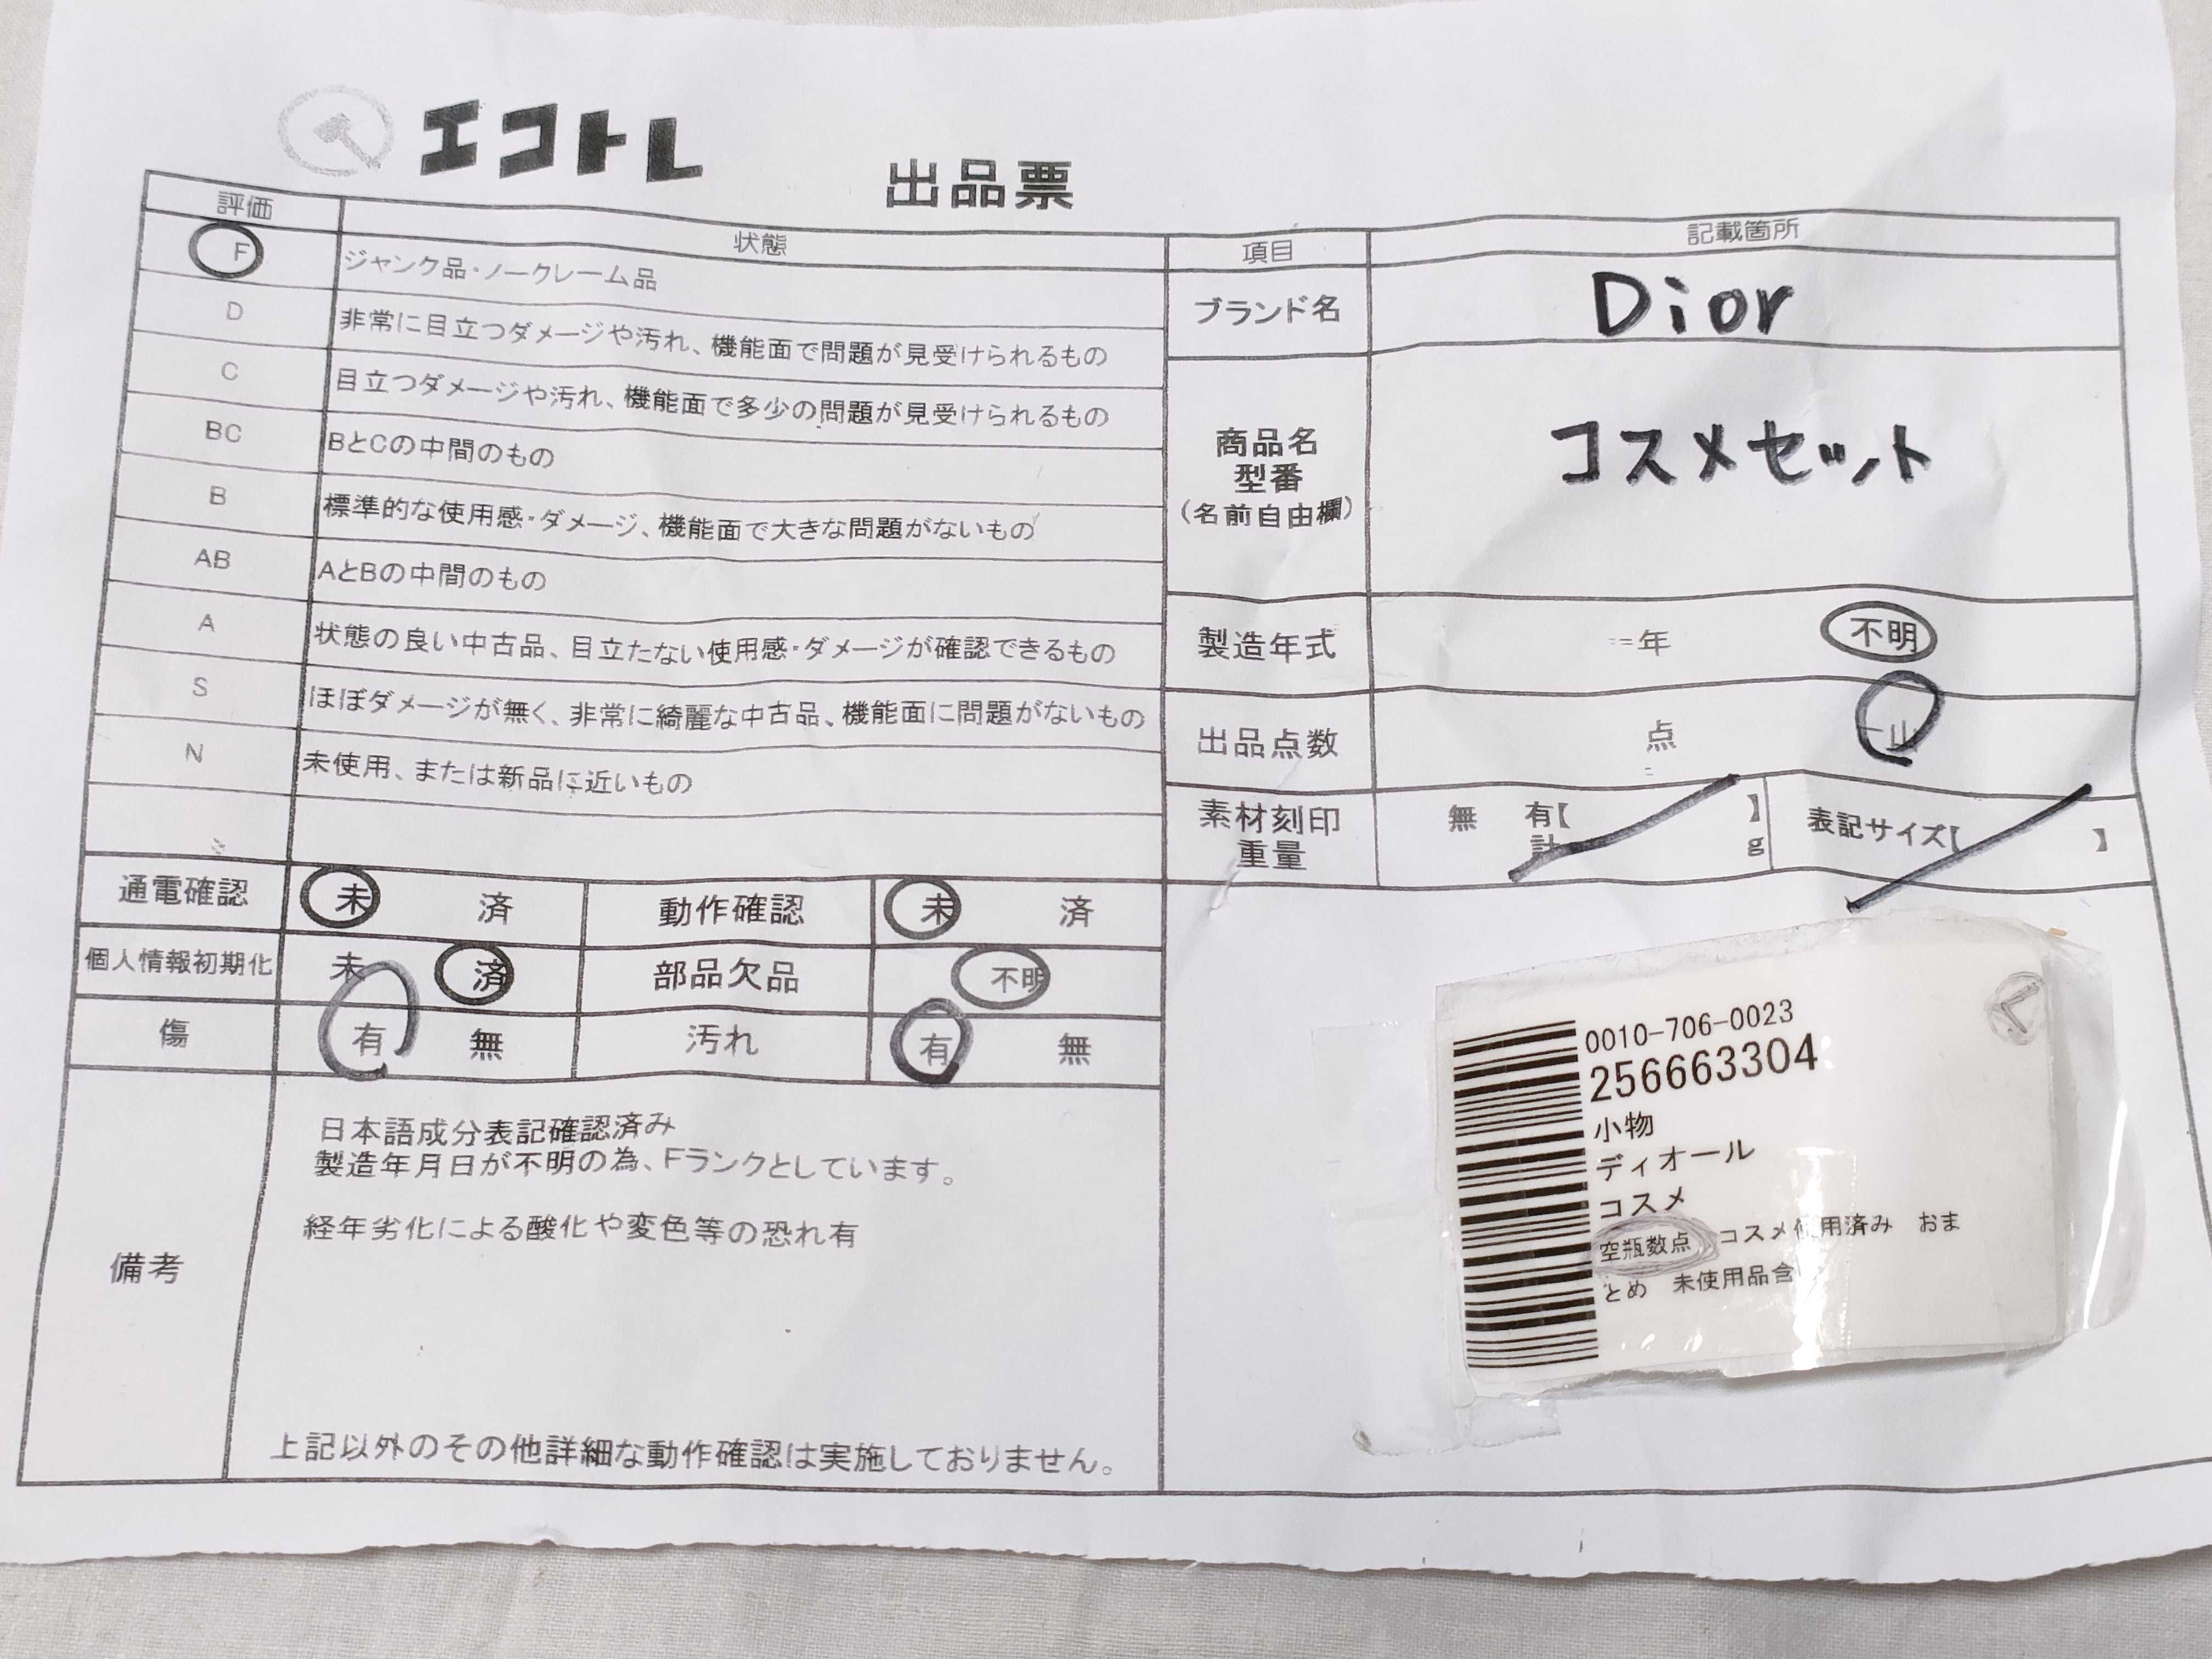 エコトレ
出品票
評価 状態
F ジャンク品・ノークレーム品
D 非常に目立つダメージや汚れ、機能面で問題が見受けられるもの
C 目立つダメージや汚れ、機能面で多少の問題が見受けられるもの
BC BとCの中間のもの
B 標準的な使用感・ダメージ、機能面で大きな問題がないもの
AB AとBの中間のもの
A 状態の良い中古品、目立たない使用感・ダメージが確認できるもの
S ほぼダメージが無く、非常に綺麗な中古品、機能面に問題がないもの
N 未使用、または新品に近いもの
通電確認 未 済 動作確認 未 済
個人情報初期化 未 済 部品欠品 不明
傷 有 無 汚れ 有 無
備考
日本語成分表記確認済み
製造年月日が不明の為、Fランクとしています。
経年劣化による酸化や変色等の恐れ有
上記以外のその他詳細な動作確認は実施しておりません。
項目 記載箇所
ブランド名 Dior
商品名
型番
(名前自由欄)
コスメセット
製造年式 年 不明
出品点数 点 一山
素材刻印 無 有【 】 表記サイズ【 】
重量 計 g
0010-706-0023
256663304
小物
ディオール
コスメ
空瓶数点 コスメ使用済み おま
とめ 未使用品含